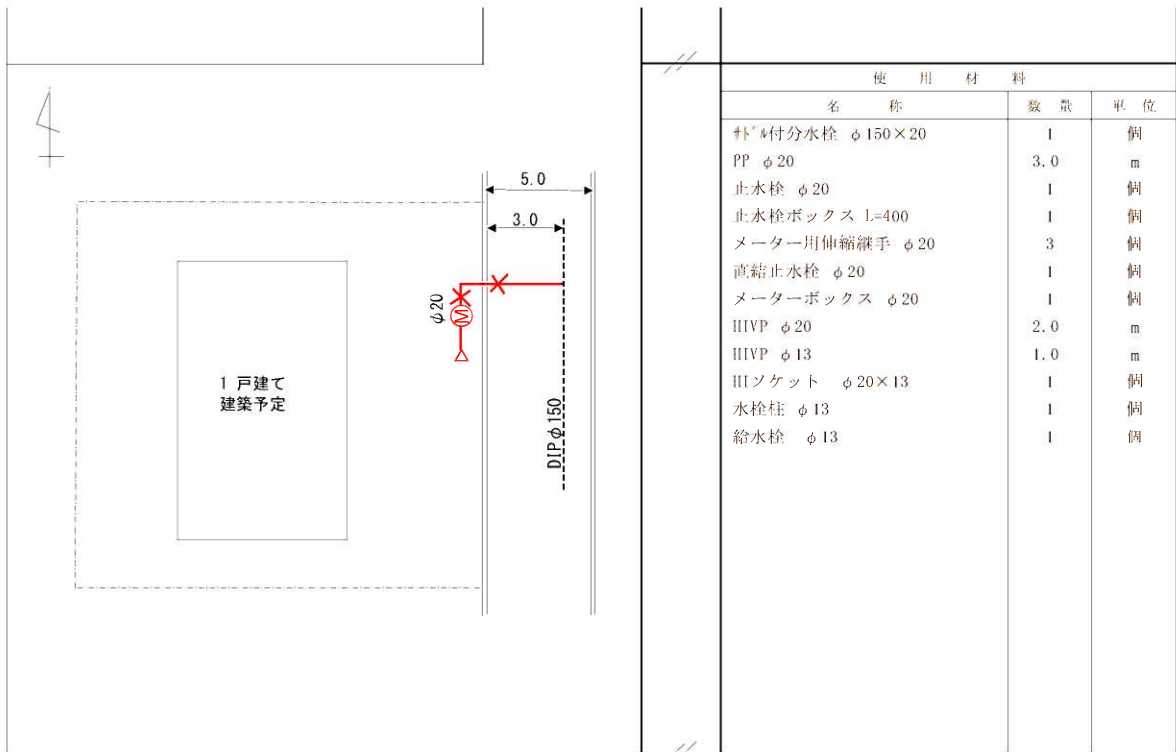 5.0
3.0
φ20
M
1 戸建て
建築予定
DIPφ150
使 用 材 料
名 称 数 量 単 位
ｻﾄﾞﾙ付分水栓 φ150×20 1 個
PP φ20 3.0 m
止水栓 φ20 1 個
止水栓ボックス L=400 1 個
メーター用伸縮継手 φ20 3 個
直結止水栓 φ20 1 個
メーターボックス φ20 1 個
HIVP φ20 2.0 m
HIVP φ13 1.0 m
HIソケット φ20×13 1 個
水栓柱 φ13 1 個
給水栓 φ13 1 個